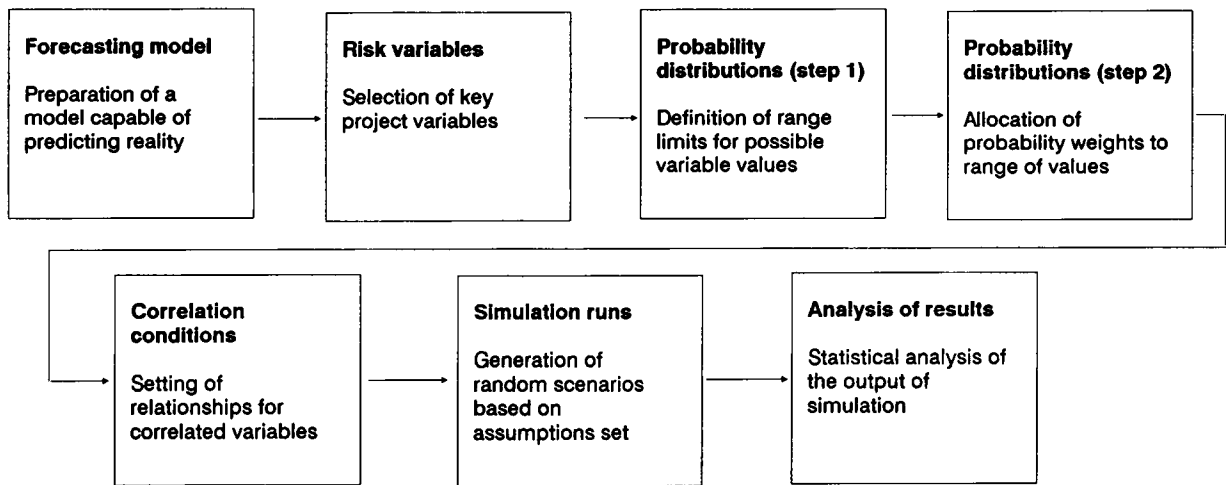 Forecasting model
Preparation of a
model capable of
predicting reality
Risk variables
Selection of key
project variables
Probability
distributions (step 1)
Definition of range
limits for possible
variable values
Probability
distributions (step 2)
Allocation of
probability weights to
range of values
Correlation
conditions
Setting of
relationships for
correlated variables
Simulation runs
Generation of
random scenarios
based on
assumptions set
Analysis of results
Statistical analysis of
the output of
simulation